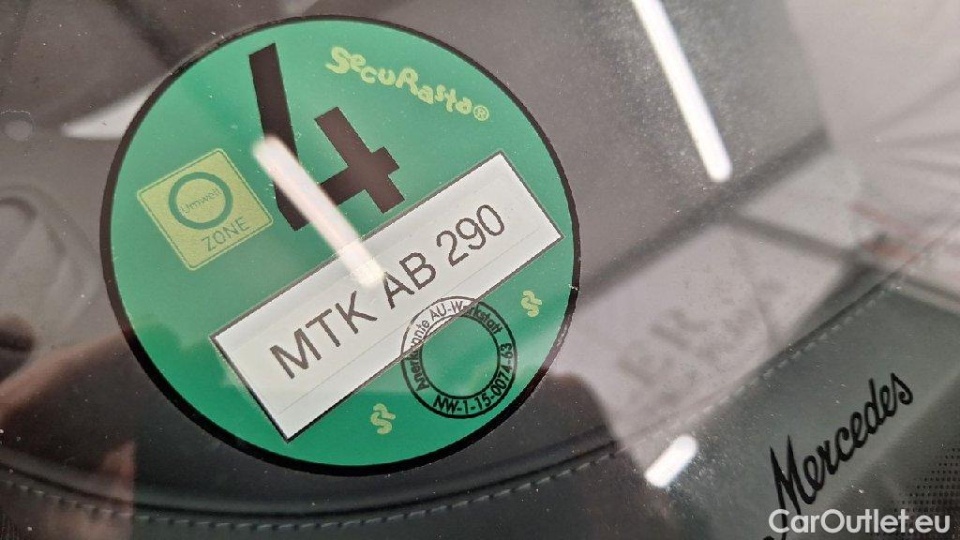 4
SecuRasta®
Umwelt
ZONE
MTK AB 290
Anerkannte AU-Werkstatt
NW-1-15-0074-63
Mercedes
CarOutlet.eu